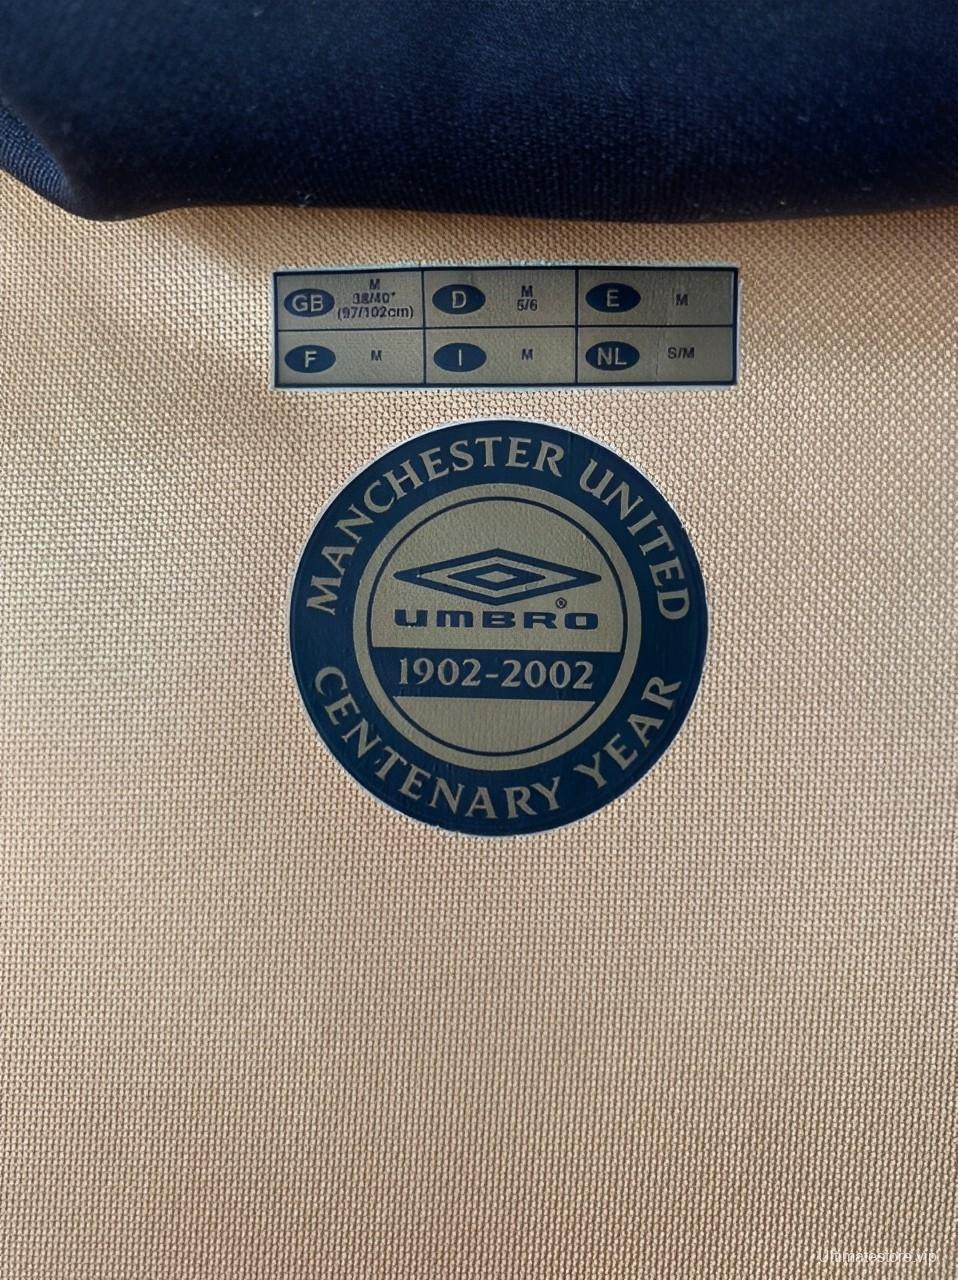 GB M 38/40" (97/102cm) D M 5/6 E M
F M I M NL S/M
MANCHESTER UNITED
UMBRO®
1902-2002
CENTENARY YEAR
Ultimatestore.vip